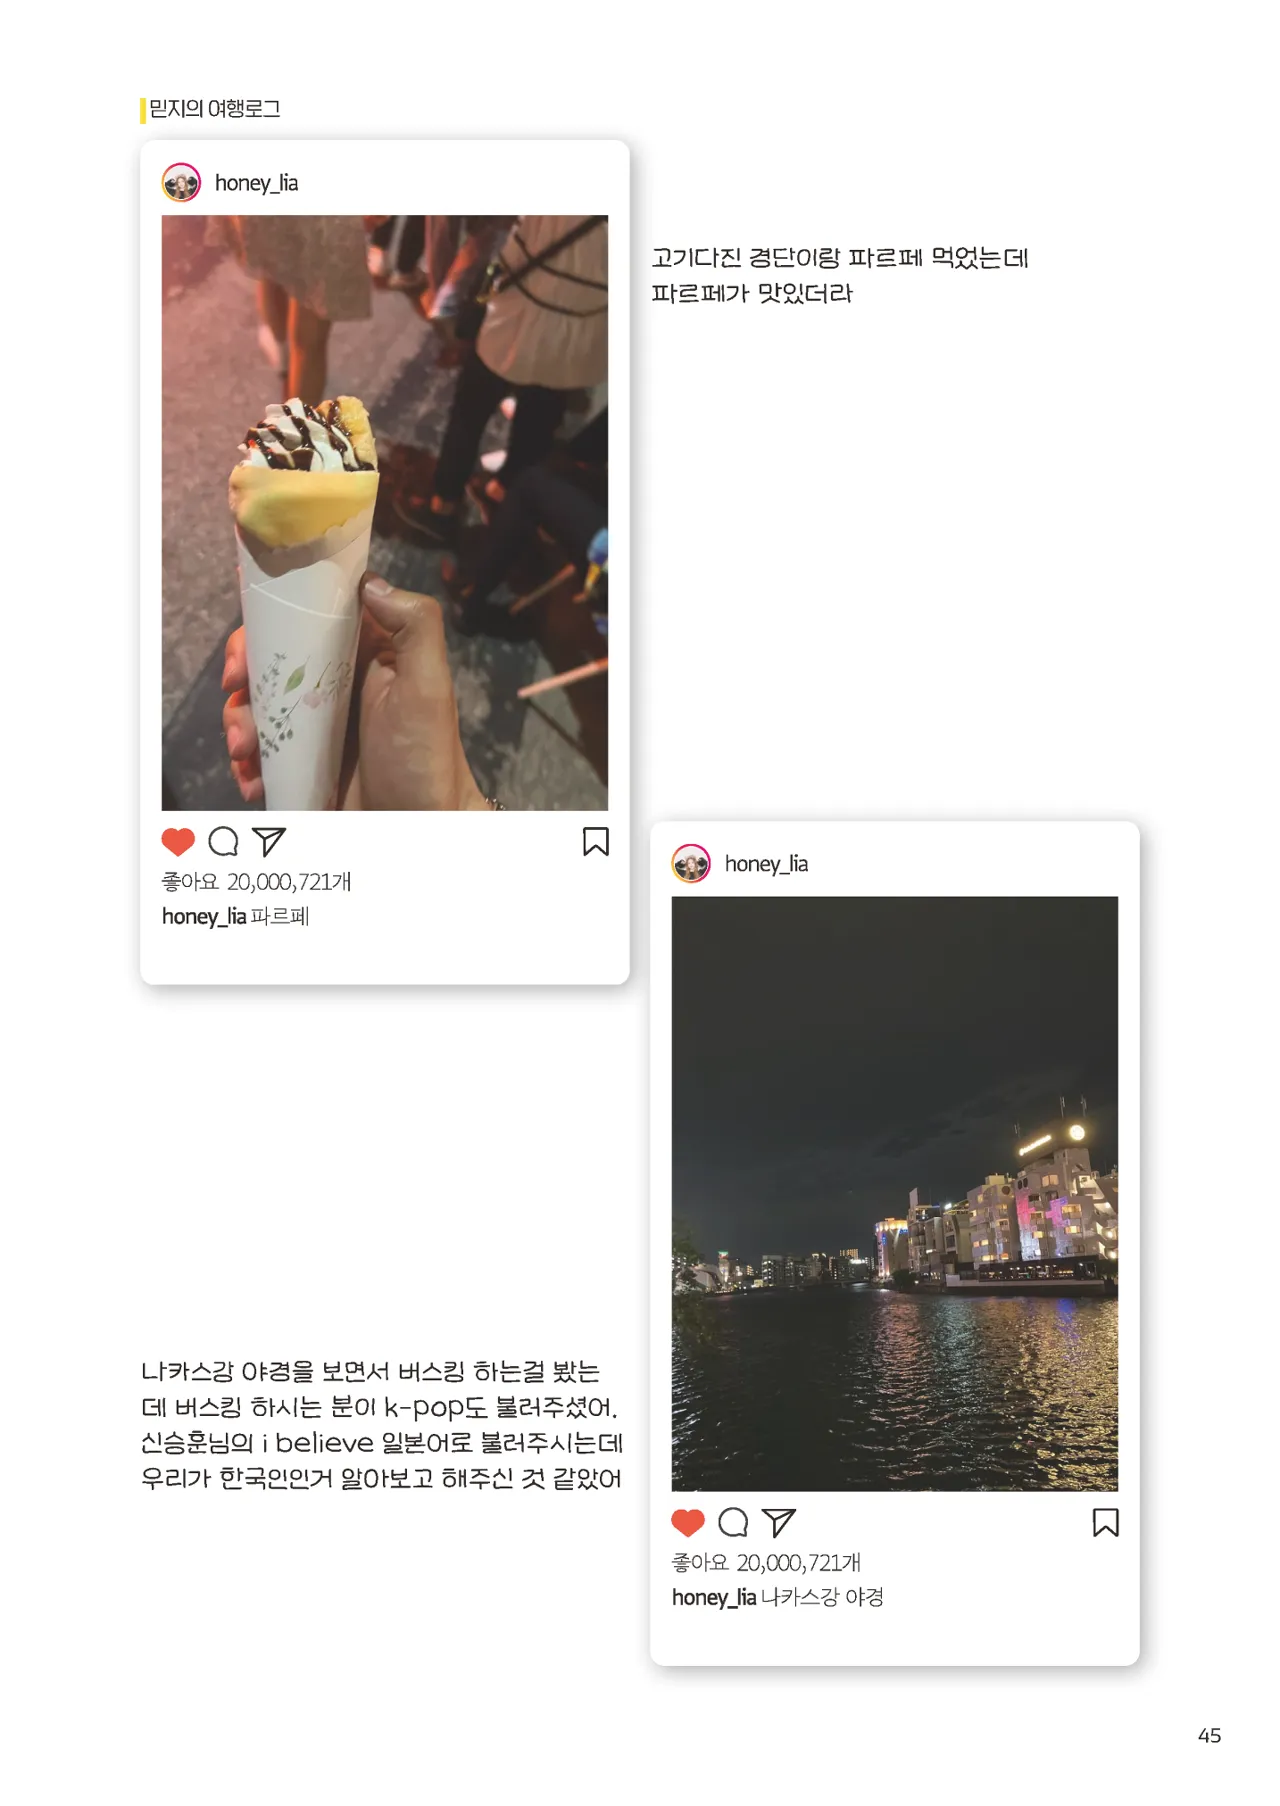 믿지의 여행로그
honey_lia
고기다진 경단이랑 파르페 먹었는데
파르페가 맛있더라
좋아요 20,000,721개
honey_lia 파르페
honey_lia
나카스강 야경을 보면서 버스킹 하는걸 봤는
데 버스킹 하시는 분이 k-pop도 불러주셨어.
신승훈님의 i believe 일본어로 불러주시는데
우리가 한국인인거 알아보고 해주신 것 같았어
좋아요 20,000,721개
honey_lia 나카스강 야경
45